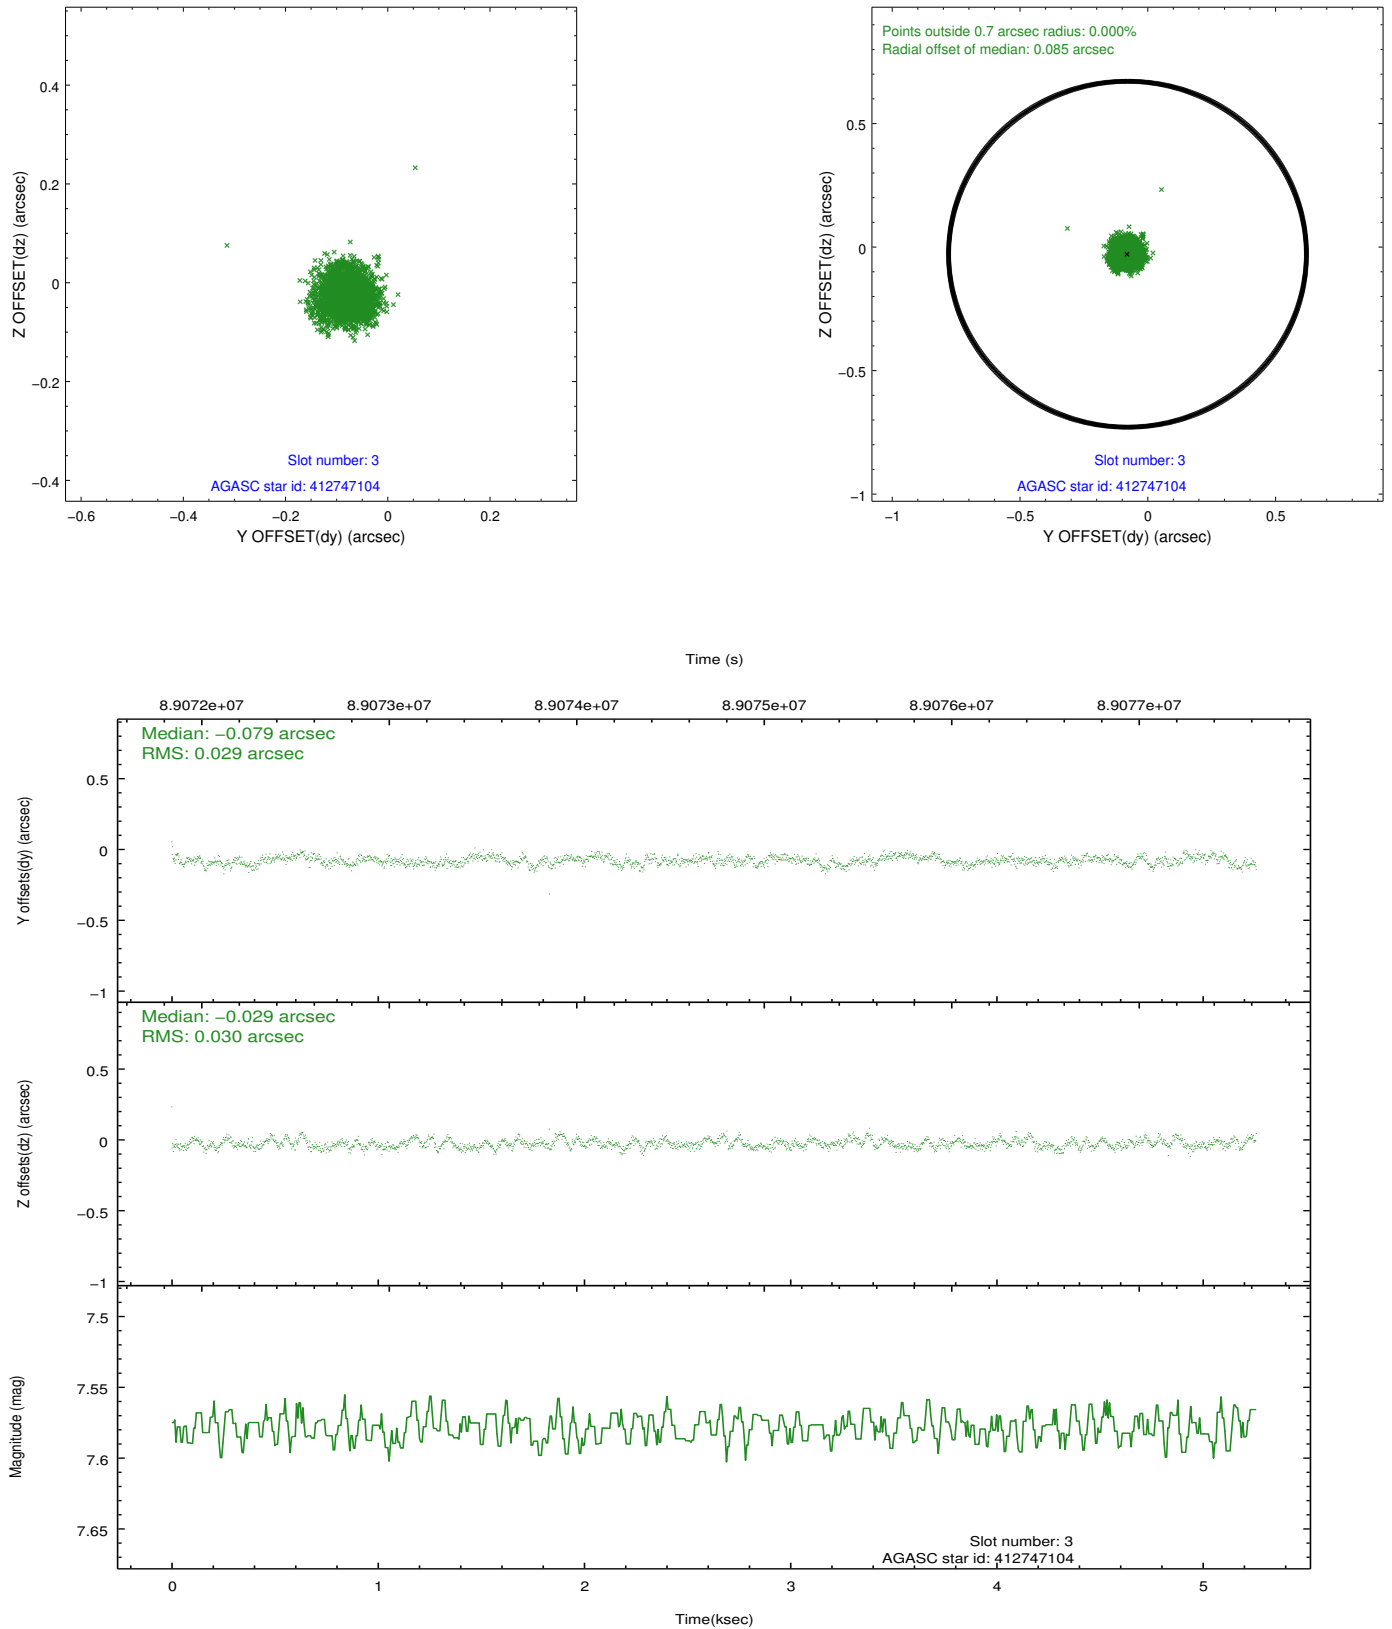 0.4
0.2
0
−0.2
−0.4
Z OFFSET(dz) (arcsec)
Slot number: 3
AGASC star id: 412747104
−0.6 −0.4 −0.2 0 0.2
Y OFFSET(dy) (arcsec)
Points outside 0.7 arcsec radius: 0.000%
Radial offset of median: 0.085 arcsec
0.5
0
−0.5
−1
Z OFFSET(dz) (arcsec)
Slot number: 3
AGASC star id: 412747104
−1 −0.5 0 0.5
Y OFFSET(dy) (arcsec)
Time (s)
8.9072e+07 8.9073e+07 8.9074e+07 8.9075e+07 8.9076e+07 8.9077e+07
Median: −0.079 arcsec
RMS: 0.029 arcsec
0.5
0
−0.5
−1
Y offsets(dy) (arcsec)
Median: −0.029 arcsec
RMS: 0.030 arcsec
0.5
0
−0.5
−1
Z offsets(dz) (arcsec)
7.5
7.55
7.6
7.65
Magnitude (mag)
Slot number: 3
AGASC star id: 412747104
0 1 2 3 4 5
Time(ksec)